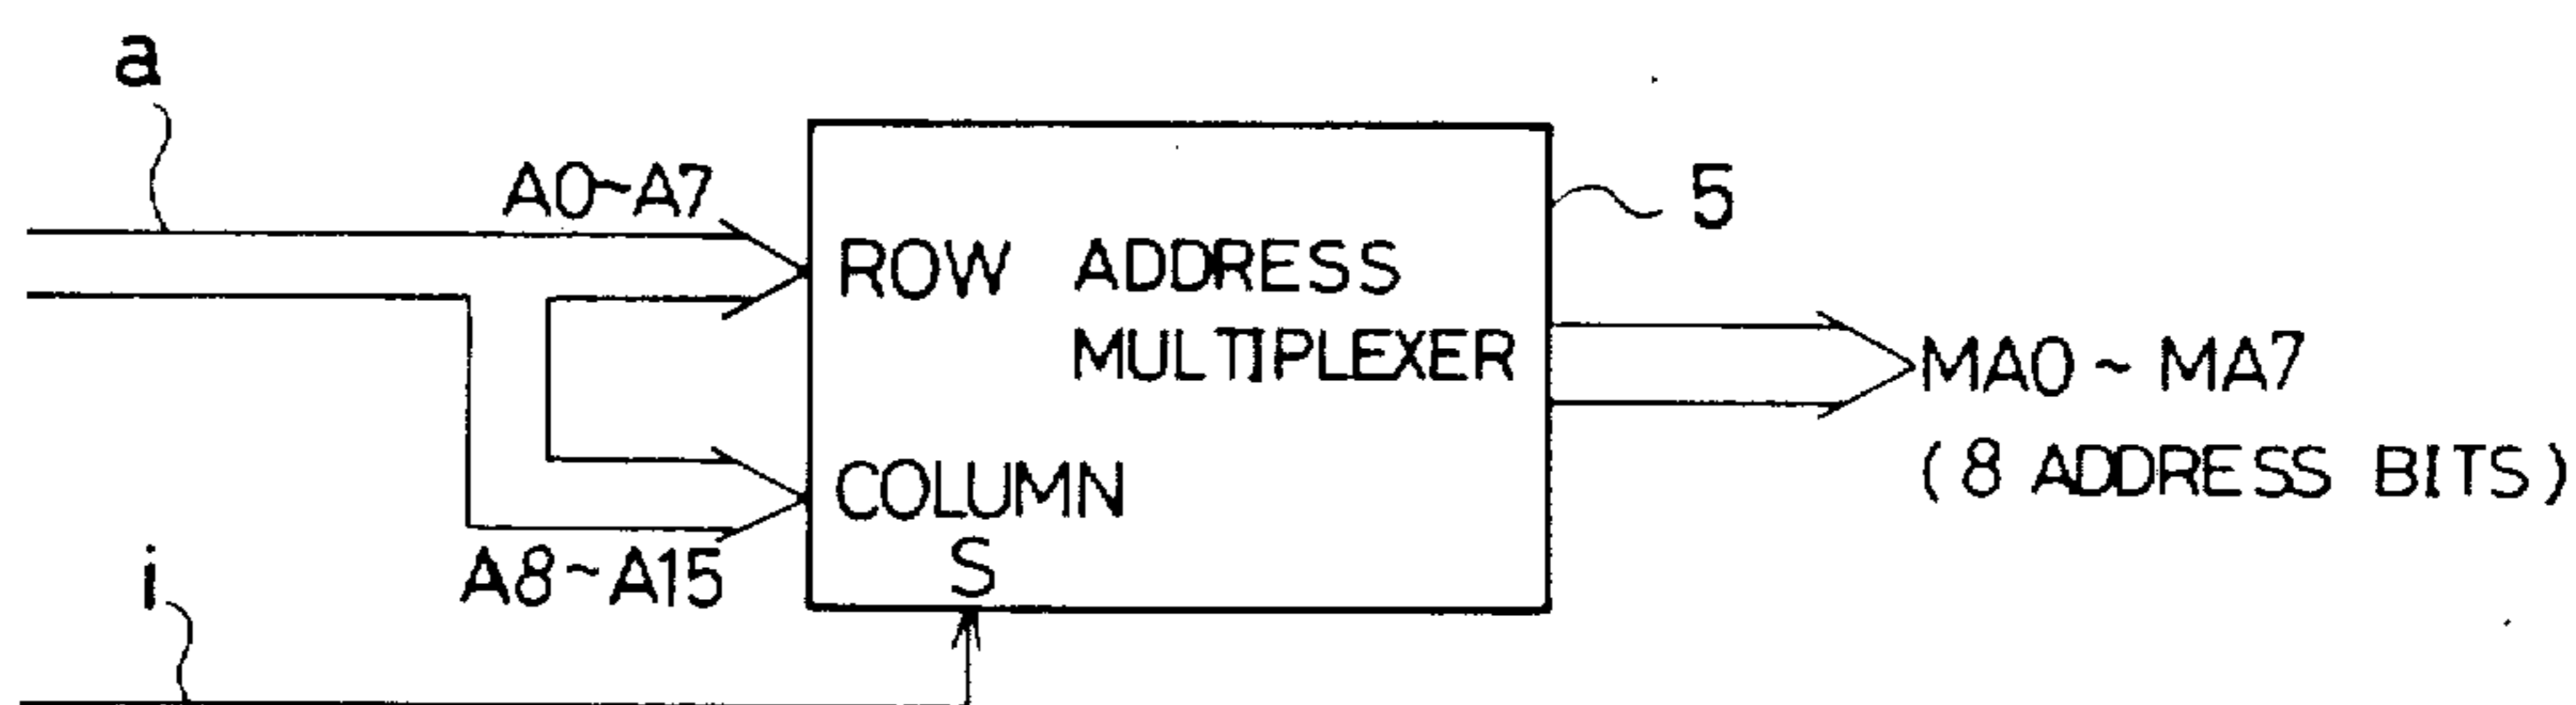 a
A0~A7
5
ROW ADDRESS
MULTIPLEXER
MA0 ~ MA7
(8 ADDRESS BITS)
COLUMN
S
A8~A15
i